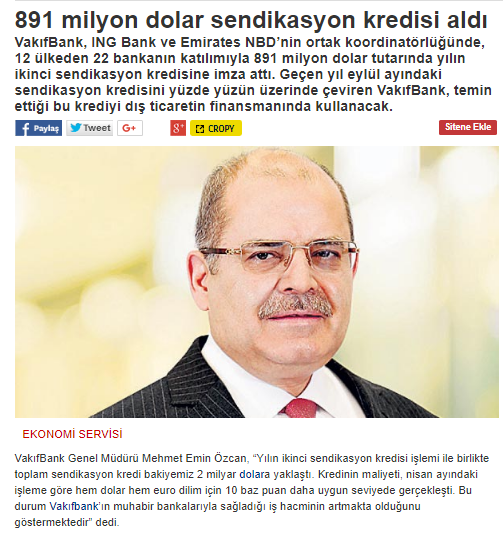 891 milyon dolar sendikasyon kredisi aldı
VakıfBank, ING Bank ve Emirates NBD’nin ortak koordinatörlüğünde,
12 ülkeden 22 bankanın katılımıyla 891 milyon dolar tutarında yılın
ikinci sendikasyon kredisine imza attı. Geçen yıl eylül ayındaki
sendikasyon kredisini yüzde yüzün üzerinde çeviren VakıfBank, temin
ettiği bu krediyi dış ticaretin finansmanında kullanacak.
f Paylaş Tweet G+ g+ CROPY Sitene Ekle
EKONOMİ SERVİSİ
VakıfBank Genel Müdürü Mehmet Emin Özcan, “Yılın ikinci sendikasyon kredisi işlemi ile birlikte
toplam sendikasyon kredi bakiyemiz 2 milyar dolara yaklaştı. Kredinin maliyeti, nisan ayındaki
işleme göre hem dolar hem euro dilim için 10 baz puan daha uygun seviyede gerçekleşti. Bu
durum Vakıfbank’ın muhabir bankalarıyla sağladığı iş hacminin artmakta olduğunu
göstermektedir” dedi.